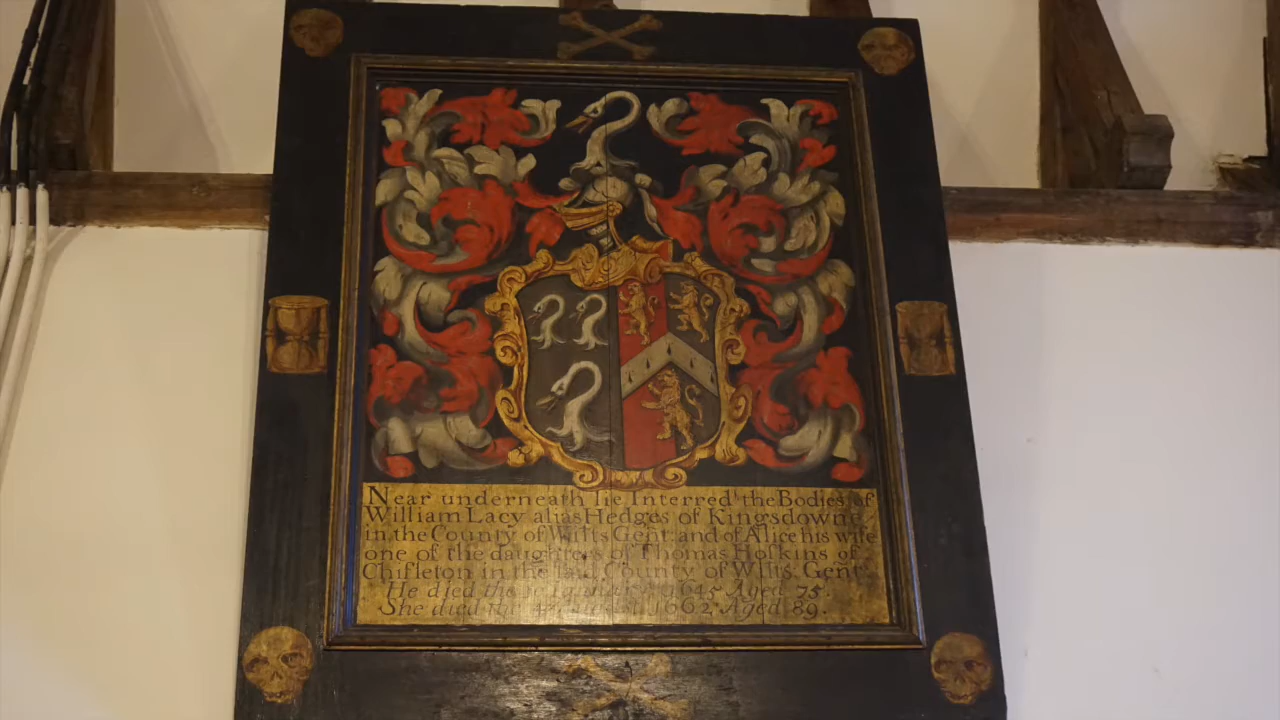 Near underneath lie Interred the Bodies of
William Lacy alias Hedges of Kingsdowne
in the County of Wilts Gent: and of Alice his wife
one of the daughters of Thomas Hoſkins of
Chiſleton in the ſaid County of Wilts. Gent
He died the 1645 Aged 75.
She died the 1662. Aged 89.